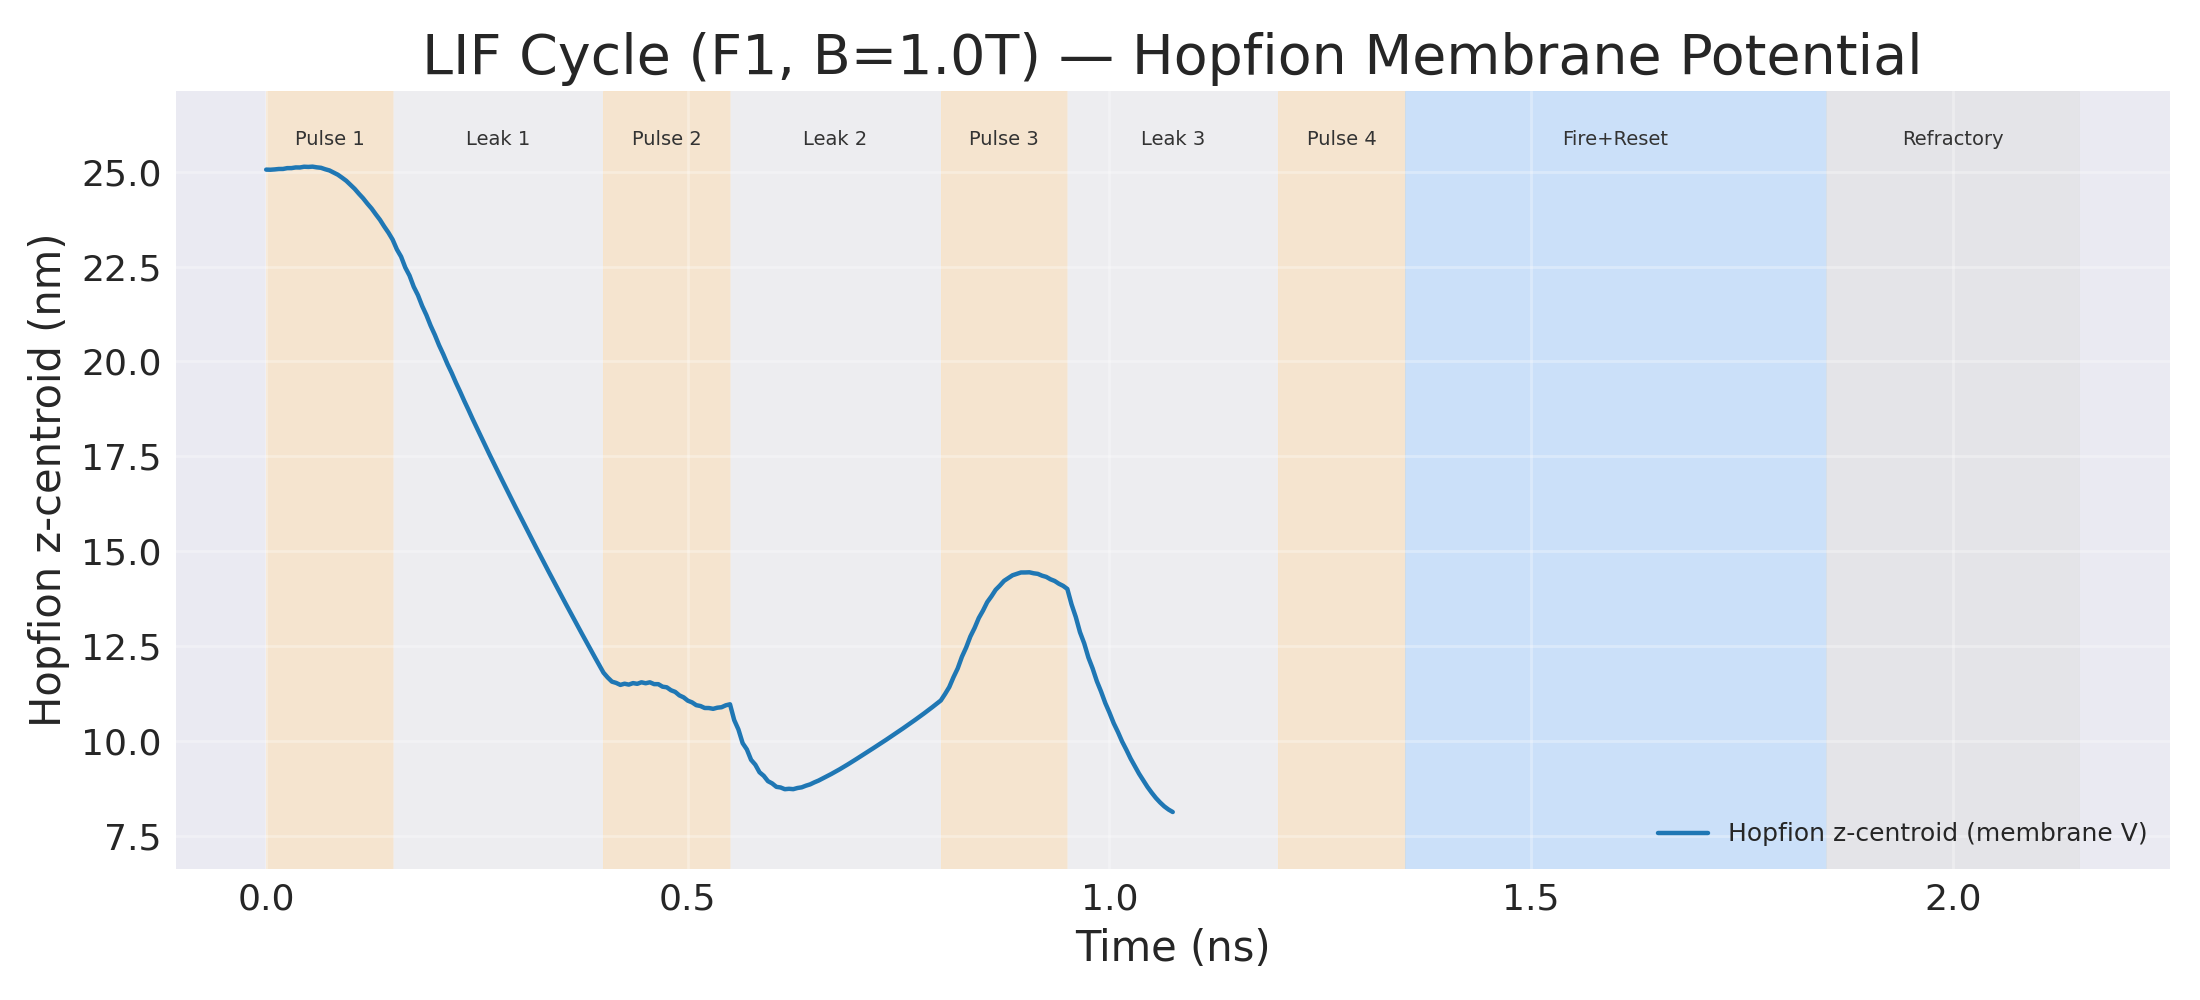 LIF Cycle (F1, B=1.0T) — Hopfion Membrane Potential
Pulse 1
Leak 1
Pulse 2
Leak 2
Pulse 3
Leak 3
Pulse 4
Fire+Reset
Refractory
Hopfion z-centroid (nm)
25.0
22.5
20.0
17.5
15.0
12.5
10.0
7.5
Hopfion z-centroid (membrane V)
0.0
0.5
1.0
1.5
2.0
Time (ns)